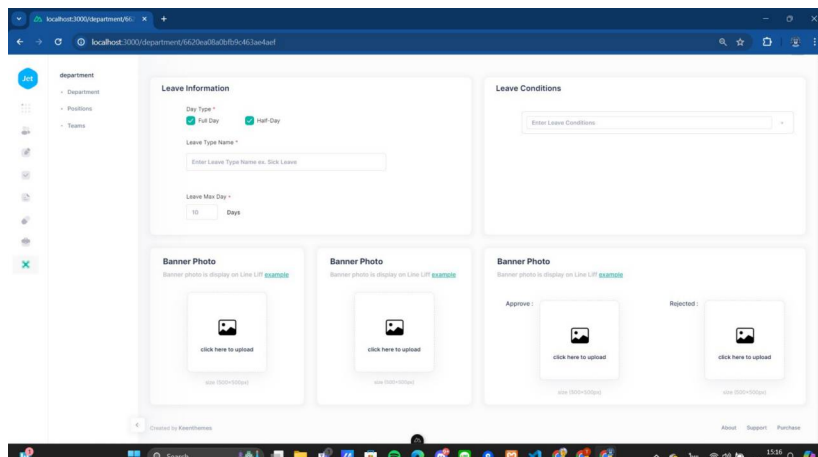 localhost:3000/department/662
localhost:3000/department/6620ea08a0bfb9c463ae4aef
Jet
department
Department
Positions
Teams
Leave Information
Day Type *
Full Day
Half-Day
Leave Type Name *
Enter Leave Type Name ex. Sick Leave
Leave Max Day *
10
Days
Leave Conditions
Enter Leave Conditions
Banner Photo
Banner photo is display on Line Liff example
click here to upload
size (500×500px)
Banner Photo
Banner photo is display on Line Liff example
click here to upload
size (500×500px)
Banner Photo
Banner photo is display on Line Liff example
Approve :
click here to upload
size (500×500px)
Rejected :
click here to upload
size (500×500px)
Created by Keenthemes
About
Support
Purchase
Search
15:16